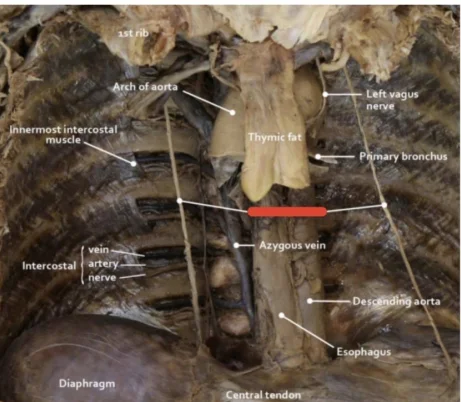 1st rib
Arch of aorta
Left vagus
nerve
Innermost intercostal
muscle
Thymic fat
Primary bronchus
vein
Azygous vein
Intercostal
artery
nerve
Descending aorta
Esophagus
Diaphragm
Central tendon